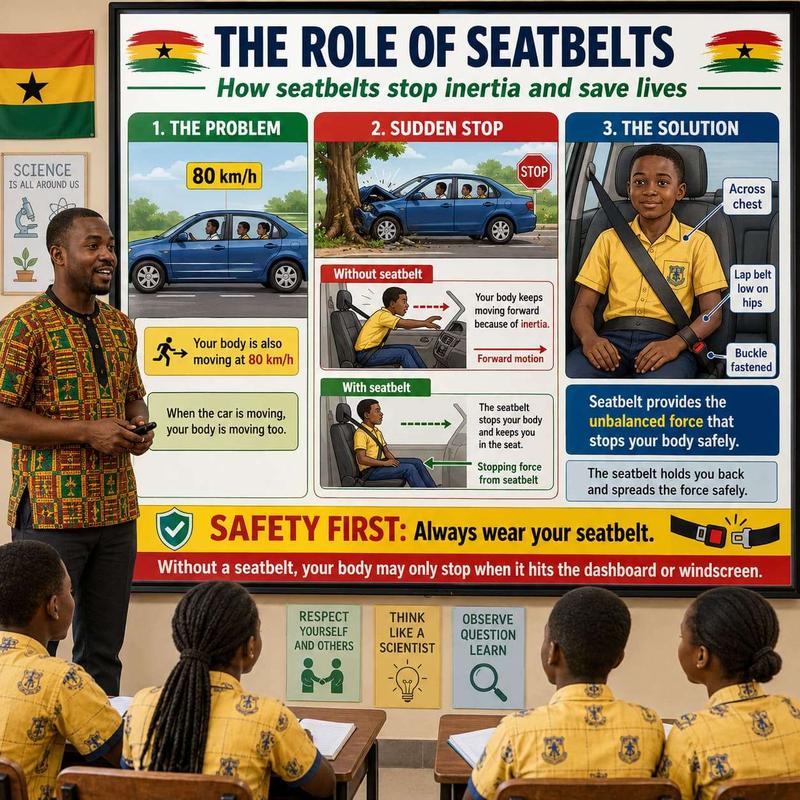 THE ROLE OF SEATBELTS
How seatbelts stop inertia and save lives
SCIENCE
IS ALL AROUND US
1. THE PROBLEM
80 km/h
Your body is also
moving at 80 km/h
When the car is moving,
your body is moving too.
2. SUDDEN STOP
STOP
Without seatbelt
Your body keeps
moving forward
because of inertia.
Forward motion
With seatbelt
The seatbelt
stops your body
and keeps you
in the seat.
Stopping force
from seatbelt
3. THE SOLUTION
Across
chest
Lap belt
low on
hips
Buckle
fastened
Seatbelt provides the
unbalanced force that
stops your body safely.
The seatbelt holds you back
and spreads the force safely.
SAFETY FIRST: Always wear your seatbelt.
Without a seatbelt, your body may only stop when it hits the dashboard or windscreen.
RESPECT
YOURSELF
AND OTHERS
THINK
LIKE A
SCIENTIST
OBSERVE
QUESTION
LEARN